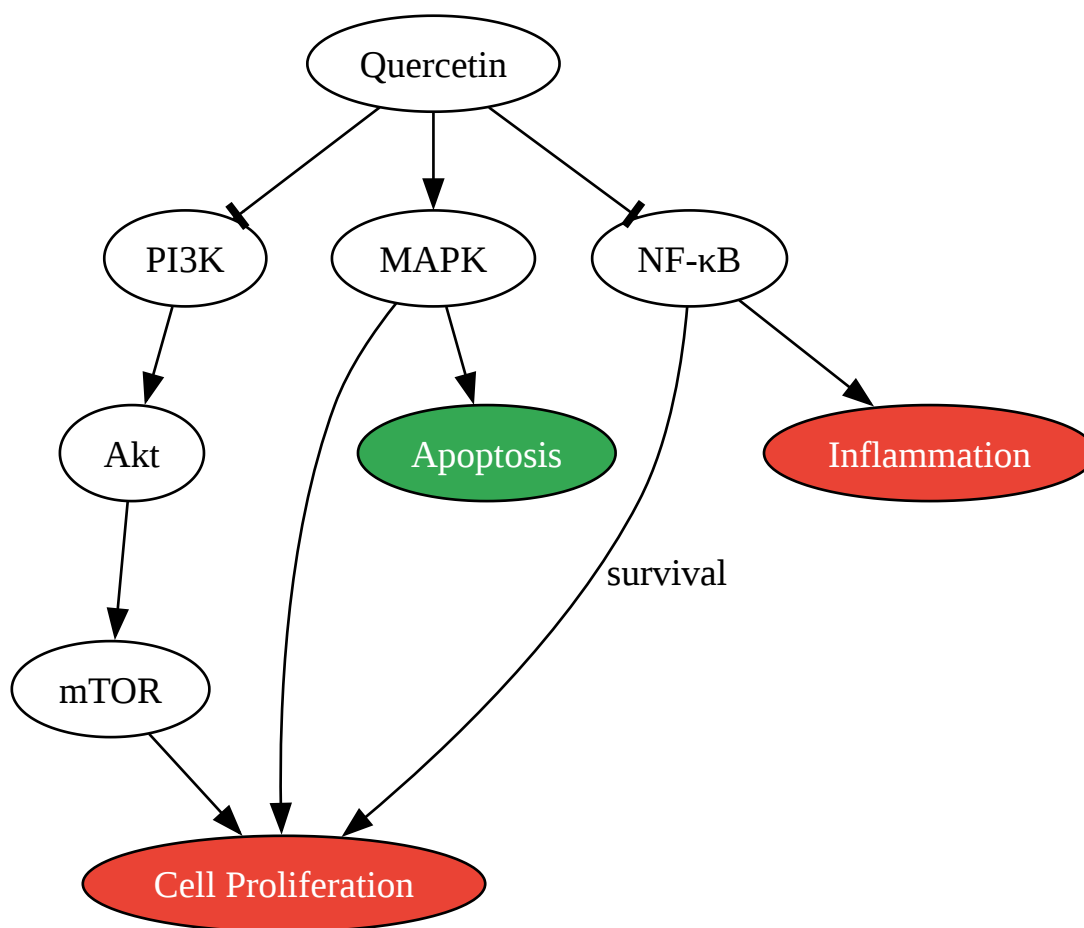 Quercetin
PI3K
MAPK
NF-κB
Akt
Apoptosis
Inflammation
survival
mTOR
Cell Proliferation